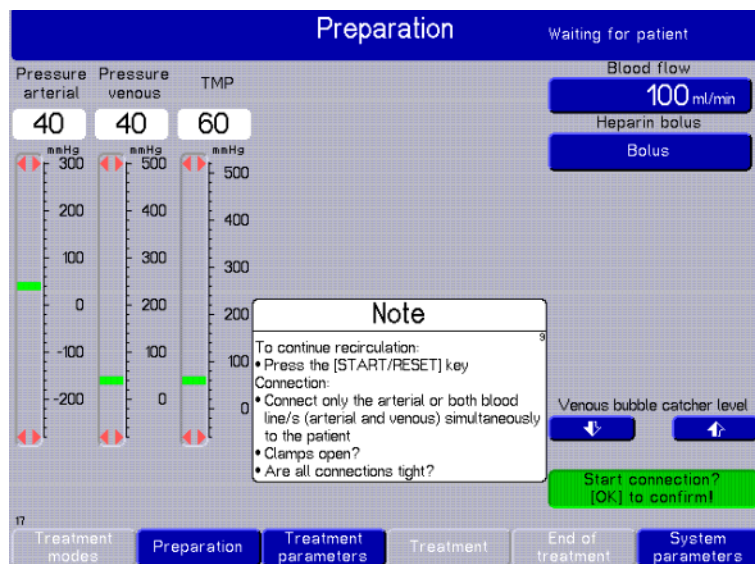 Preparation
Waiting for patient
Pressure arterial
Pressure venous
TMP
40
40
60
mmHg
mmHg
mmHg
300
200
100
0
-100
-200
500
400
300
200
100
0
500
400
300
200
100
0
Blood flow
100 ml/min
Heparin bolus
Bolus
Note
9
To continue recirculation:
• Press the [START/RESET] key
Connection:
• Connect only the arterial or both blood
line/s (arterial and venous) simultaneously
to the patient
• Clamps open?
• Are all connections tight?
Venous bubble catcher level
Start connection?
[OK] to confirm!
17
Treatment modes
Preparation
Treatment parameters
Treatment
End of treatment
System parameters